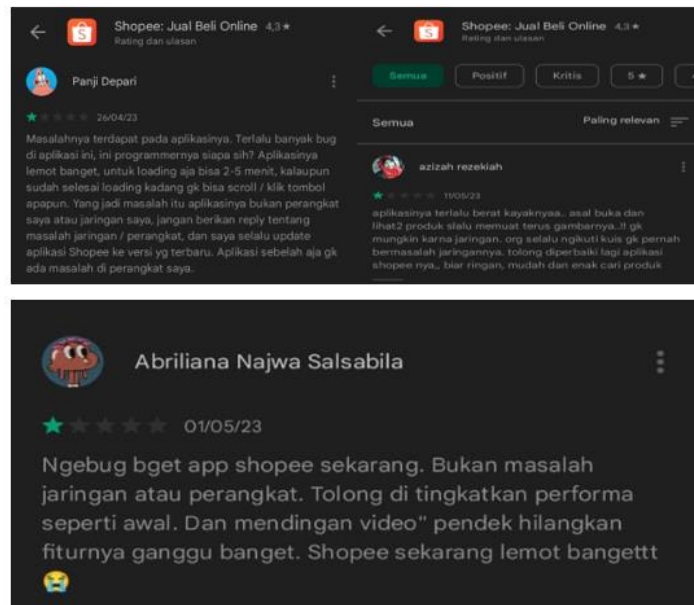 Shopee: Jual Beli Online 4,3★
Rating dan ulasan
Panji Depari
26/04/23
Masalahnya terdapat pada aplikasinya. Terlalu banyak bug
di aplikasi ini, ini programmernya siapa sih? Aplikasinya
lemot banget, untuk loading aja bisa 2-5 menit, kalaupun
sudah selesai loading kadang gk bisa scroll / klik tombol
apapun. Yang jadi masalah itu aplikasinya bukan perangkat
saya atau jaringan saya, jangan berikan reply tentang
masalah jaringan / perangkat, dan saya selalu update
aplikasi Shopee ke versi yg terbaru. Aplikasi sebelah aja gk
ada masalah di perangkat saya.
Shopee: Jual Beli Online 4,3★
Rating dan ulasan
Semua Positif Kritis 5★
Semua Paling relevan
azizah rezekiah
11/05/23
aplikasinya terlalu berat kayaknyaa.. asal buka dan
lihat2 produk slalu memuat terus gambarnya..!! gk
mungkin karna jaringan. org selalu ngikuti kuis gk pernah
bermasalah jaringannya. tolong diperbaiki lagi aplikasi
shopee nya,, biar ringan, mudah dan enak cari produk
Abriliana Najwa Salsabila
01/05/23
Ngebug bget app shopee sekarang. Bukan masalah
jaringan atau perangkat. Tolong di tingkatkan performa
seperti awal. Dan mendingan video" pendek hilangkan
fiturnya ganggu banget. Shopee sekarang lemot bangettt
😭